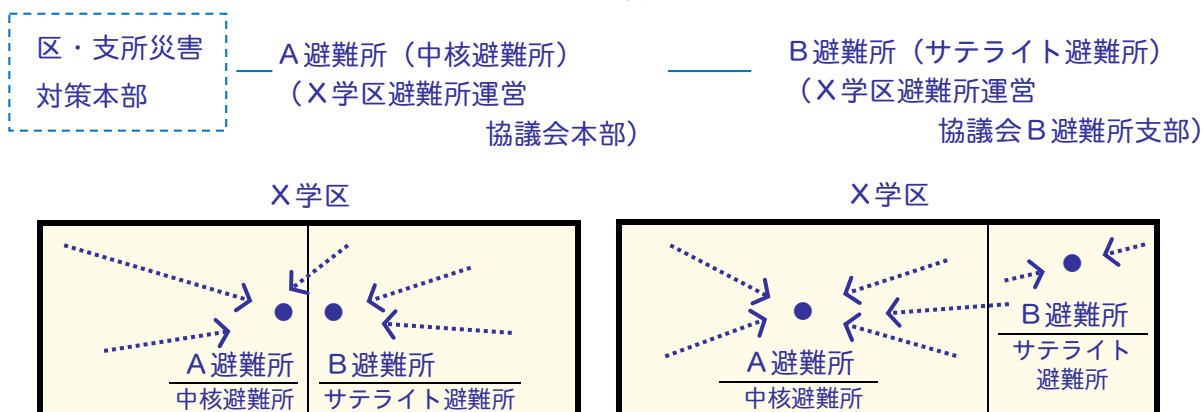 区・支所災害
対策本部
A避難所（中核避難所）
（X学区避難所運営
協議会本部）
B避難所（サテライト避難所）
（X学区避難所運営
協議会B避難所支部）
X学区
A避難所
中核避難所
B避難所
サテライト避難所
X学区
A避難所
中核避難所
B避難所
サテライト
避難所